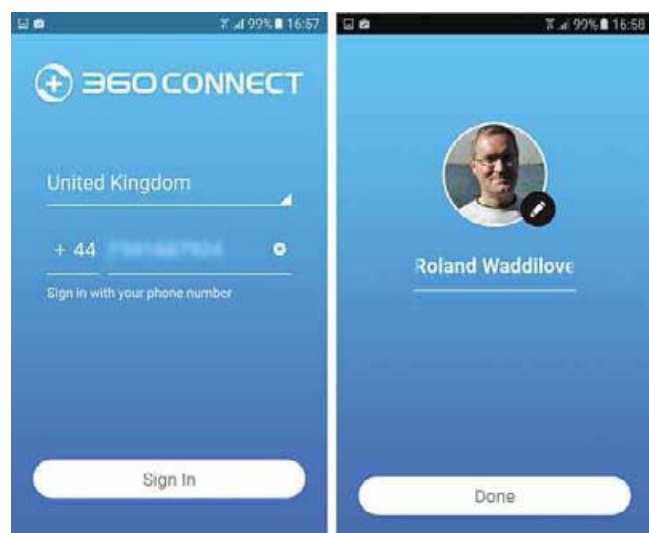 99% 16:57
360 CONNECT
United Kingdom
+ 44
Sign in with your phone number
Sign In
99% 16:58
Roland Waddilove
Done